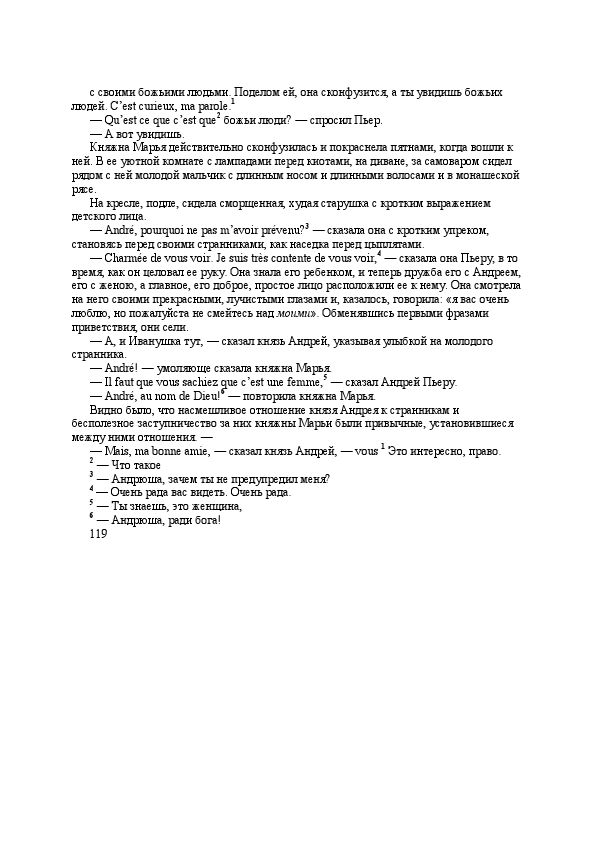 с своими божьими людьми. Поделом ей, она сконфузится, а ты увидишь божьих
людей. C’est curieux, ma parole.1
— Qu’est ce que c’est que2 божьи люди? — спросил Пьер.
— А вот увидишь.
Княжна Марья действительно сконфузилась и покраснела пятнами, когда вошли к
ней. В ее уютной комнате с лампадами перед киотами, на диване, за самоваром сидел
рядом с ней молодой мальчик с длинным носом и длинными волосами и в монашеской
рясе.
На кресле, подле, сидела сморщенная, худая старушка с кротким выражением
детского лица.
— André, pourquoi ne pas m’avoir prévenu?3 — сказала она с кротким упреком,
становясь перед своими странниками, как наседка перед цыплятами.
— Charmée de vous voir. Je suis très contente de vous voir,4 — сказала она Пьеру, в то
время, как он целовал ее руку. Она знала его ребенком, и теперь дружба его с Андреем,
его с женою, а главное, его доброе, простое лицо расположили ее к нему. Она смотрела
на него своими прекрасными, лучистыми глазами и, казалось, говорила: «я вас очень
люблю, но пожалуйста не смейтесь над моими». Обменявшись первыми фразами
приветствия, они сели.
— А, и Иванушка тут, — сказал князь Андрей, указывая улыбкой на молодого
странника.
— André! — умоляюще сказала княжна Марья.
— Il faut que vous sachiez que c’est une femme,5 — сказал Андрей Пьеру.
— André, au nom de Dieu!6 — повторила княжна Марья.
Видно было, что насмешливое отношение князя Андрея к странникам и
бесполезное заступничество за них княжны Марьи были привычные, установившиеся
между ними отношения. —
— Mais, ma bonne amie, — сказал князь Андрей, — vous 1 Это интересно, право.
2 — Что такое
3 — Андрюша, зачем ты не предупредил меня?
4 — Очень рада вас видеть. Очень рада.
5 — Ты знаешь, это женщина,
6 — Андрюша, ради бога!
119